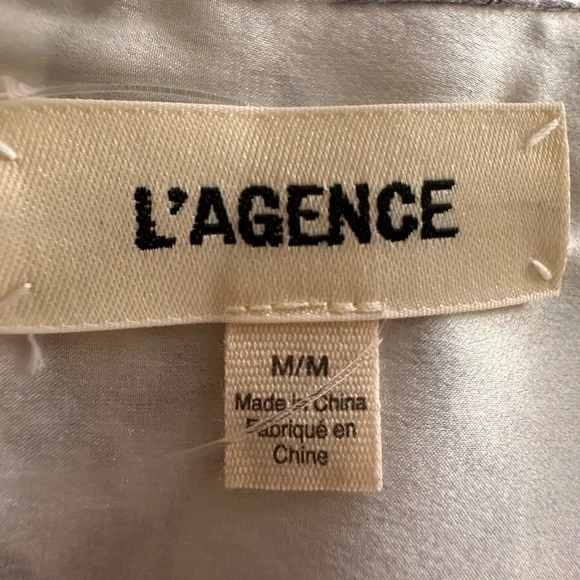 L'AGENCE
M/M
Made in China
Fabriqué en
Chine